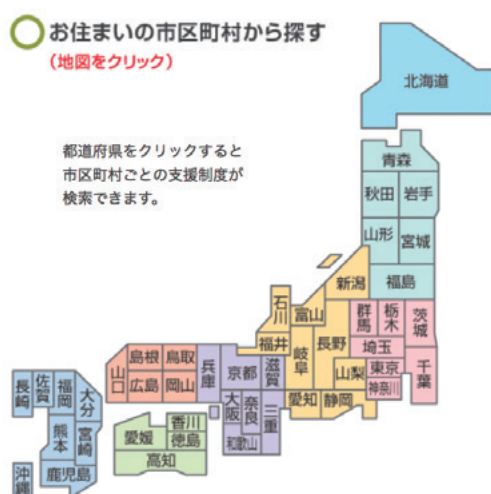 お住まいの市区町村から探す
(地図をクリック)
都道府県をクリックすると
市区町村ごとの支援制度が
検索できます。
北海道
青森
秋田
岩手
山形
宮城
福島
新潟
石川
富山
福井
岐阜
長野
山梨
愛知
静岡
群馬
栃木
茨城
埼玉
東京
神奈川
千葉
滋賀
京都
兵庫
大阪
奈良
三重
和歌山
鳥取
島根
岡山
広島
山口
香川
愛媛
徳島
高知
福岡
佐賀
長崎
大分
熊本
宮崎
鹿児島
沖縄